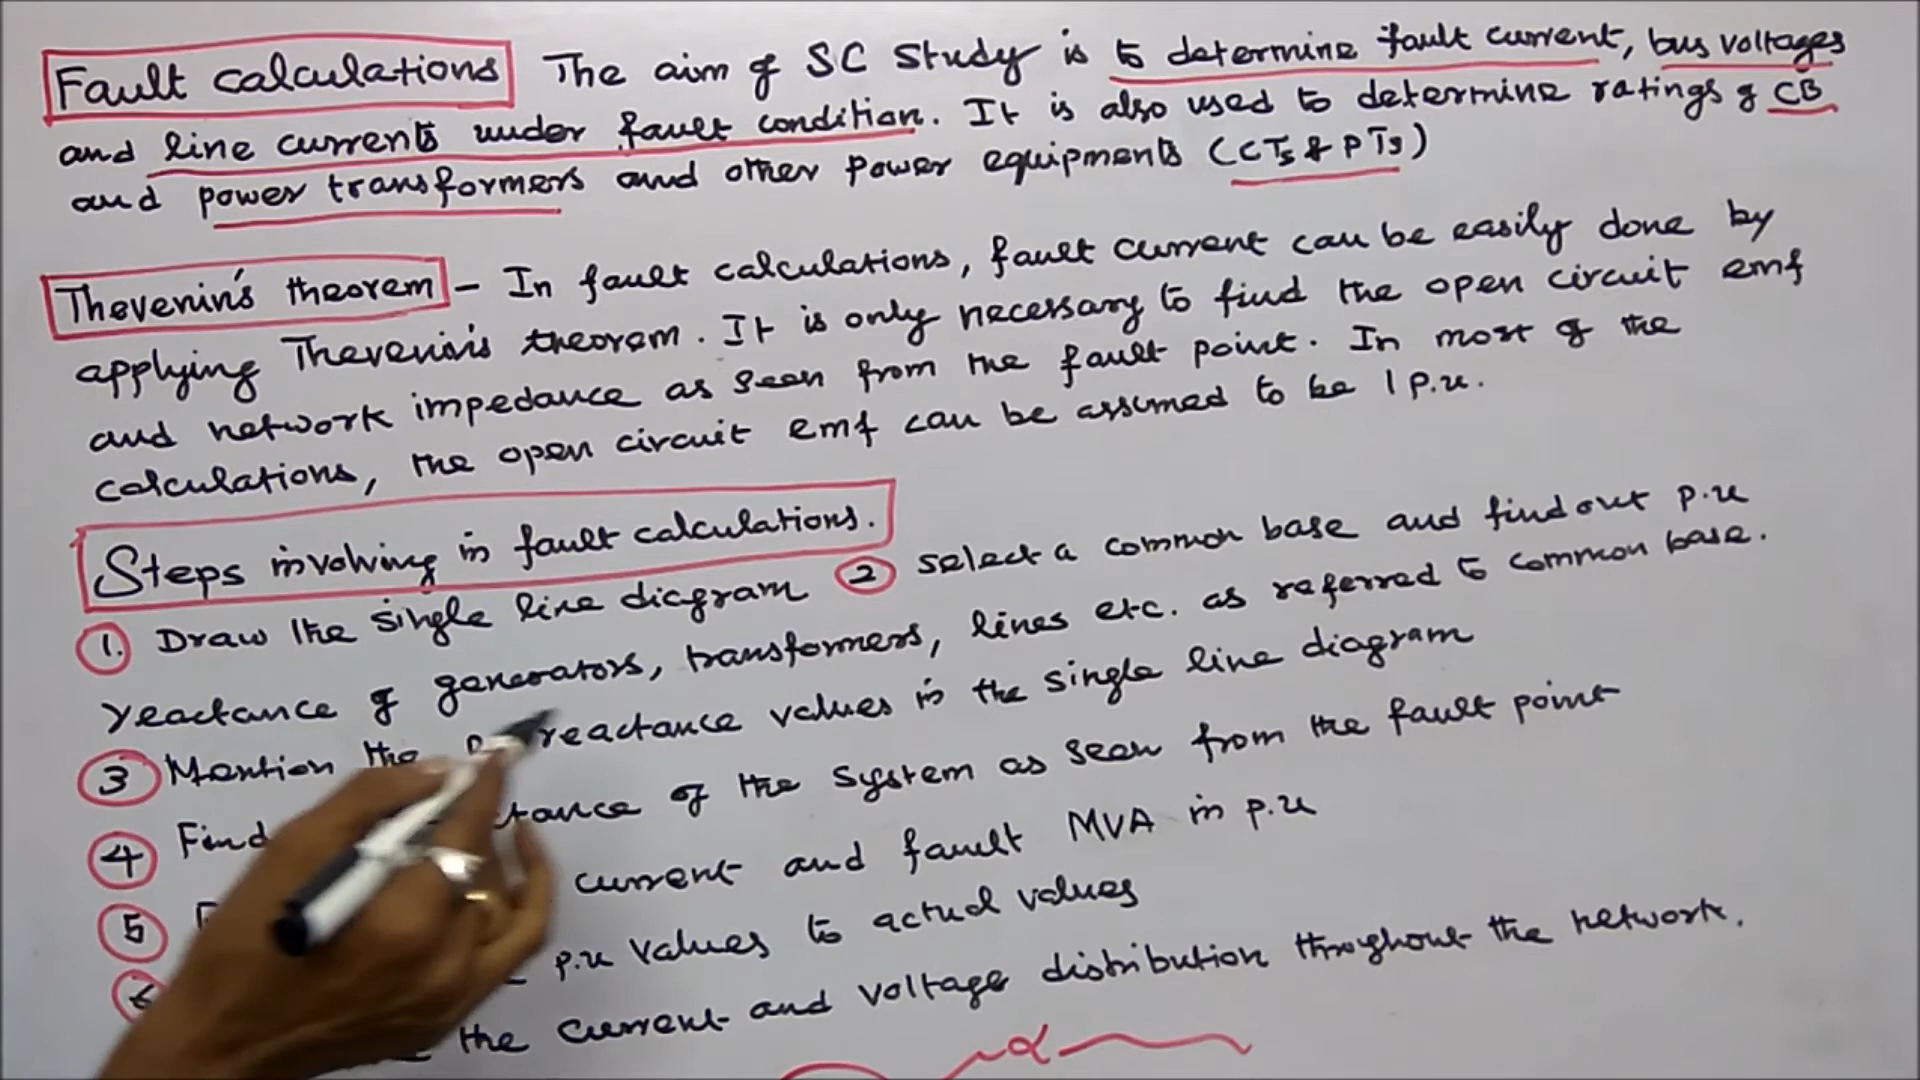 Fault calculations The aim of SC Study is to determine fault current, bus voltages
and line currents under fault condition. It is also used to determine ratings of CB
and power transformers and other power equipments (CTs & PTs)
Thevenin's theorem - In fault calculations, fault current can be easily done by
applying Thevenin's theorem. It is only necessary to find the open circuit emf
and network impedance as seen from the fault point. In most of the
calculations, the open circuit emf can be assumed to be 1 p.u.
Steps involving in fault calculations.
1. Draw the single line diagram 2 Select a common base and find out p.u
reactance of generators, transformers, lines etc. as referred to common base.
3 Mention the reactance values in the single line diagram
4 Find of the system as seen from the fault point
5 current and fault MVA in p.u
6 p.u values to actual values
the current and voltage distribution throughout the network.